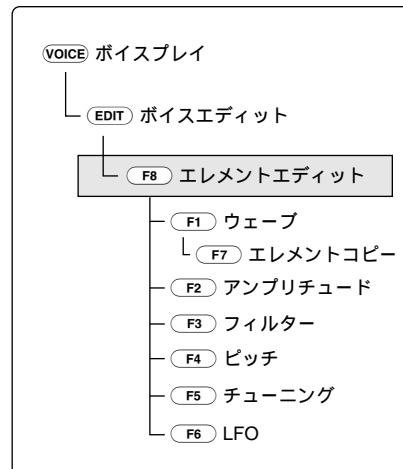 VOICE ボイスプレイ
EDIT ボイスエディット
F8 エレメントエディット
F1 ウェーブ
F7 エレメントコピー
F2 アンプリチュード
F3 フィルター
F4 ピッチ
F5 チューニング
F6 LFO